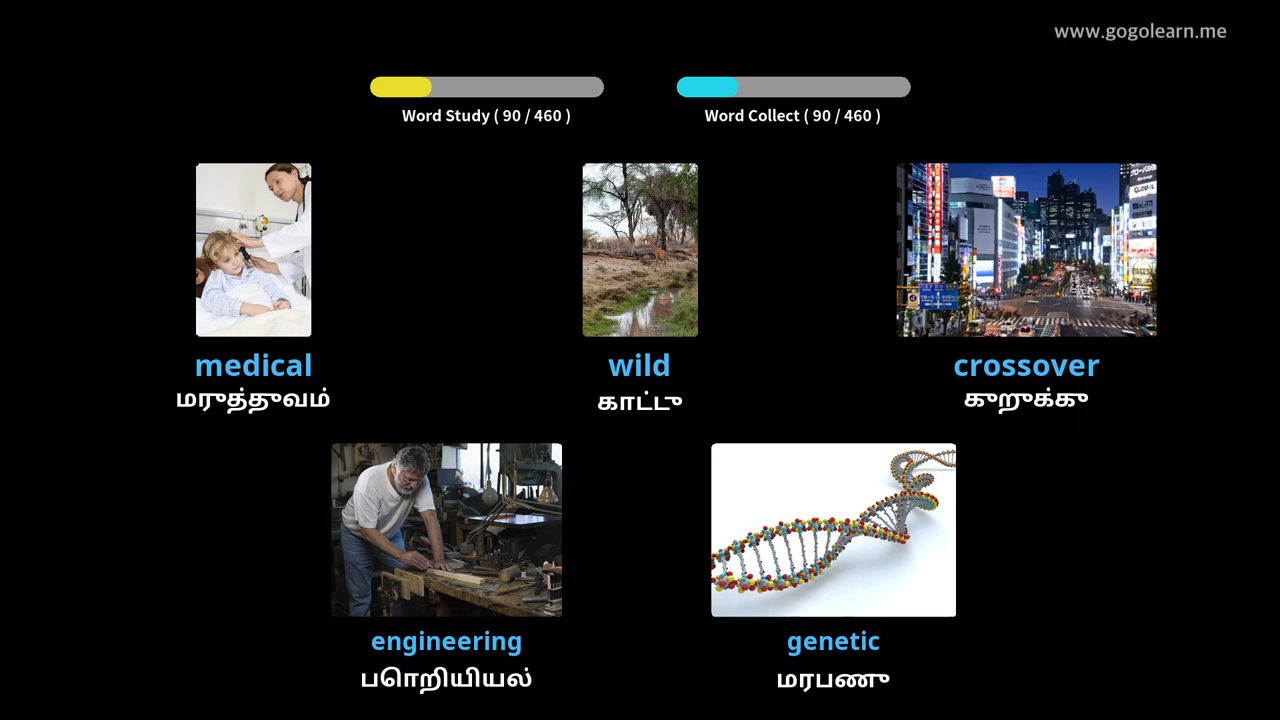 www.gogolearn.me
Word Study ( 90 / 460 )
Word Collect ( 90 / 460 )
medical
மருத்துவம்
wild
காட்டு
crossover
குறுக்கு
engineering
பொறியியல்
genetic
மரபணு